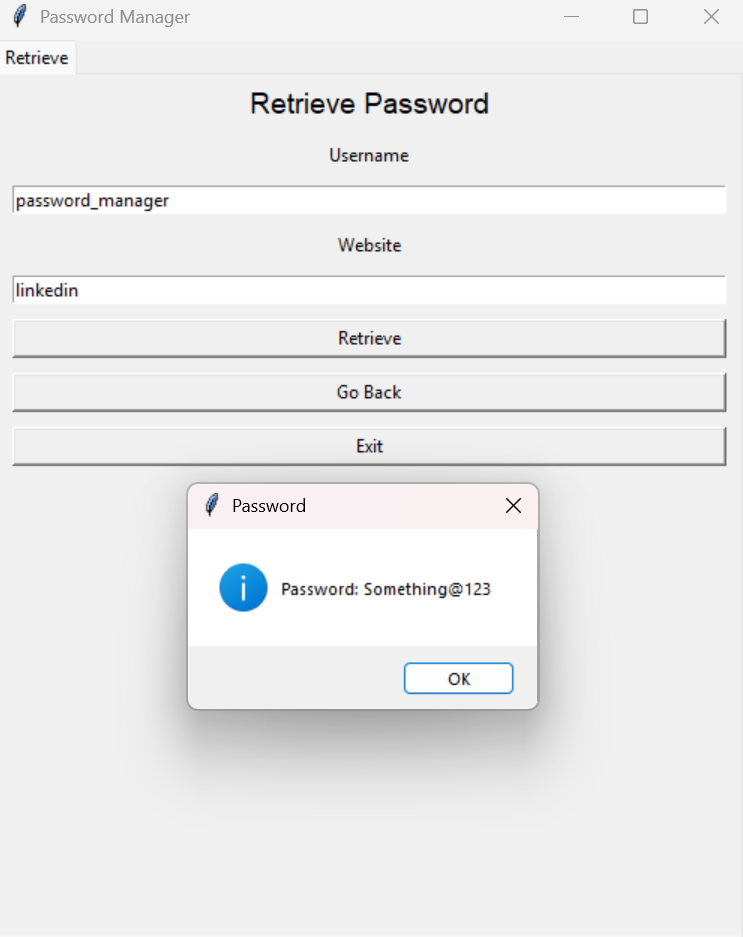 Password Manager
Retrieve
Retrieve Password
Username
password_manager
Website
linkedin
Retrieve
Go Back
Exit
Password
Password: Something@123
OK